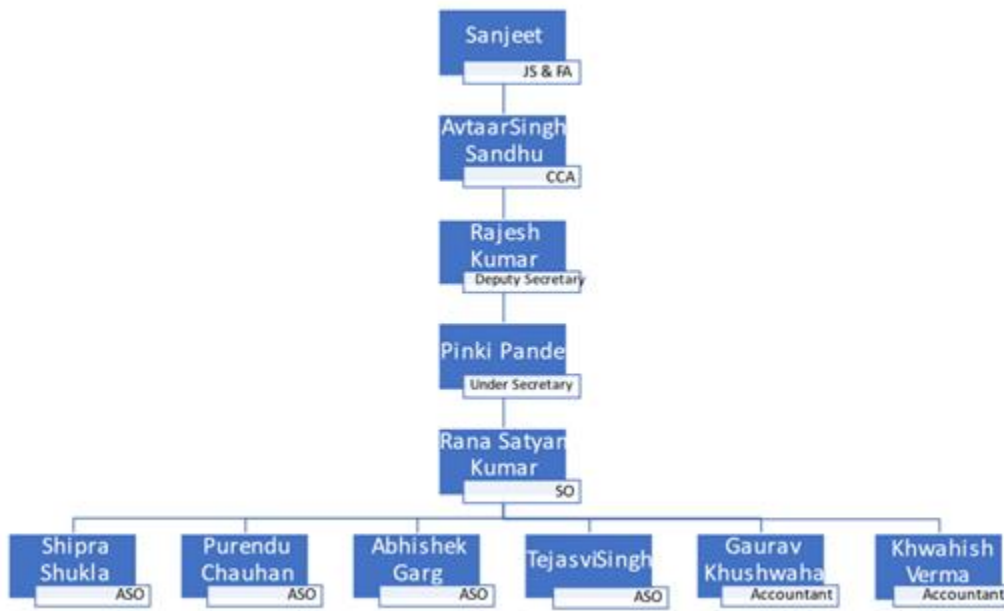 Sanjeet
JS & FA
AvtaarSingh
Sandhu
CCA
Rajesh
Kumar
Deputy Secretary
Pinki Pande
Under Secretary
Rana Satyan
Kumar
SO
Shipra
Shukla
ASO
Purendu
Chauhan
ASO
Abhishek
Garg
ASO
TejasviSingh
ASO
Gaurav
Khushwaha
Accountant
Khwahish
Verma
Accountant